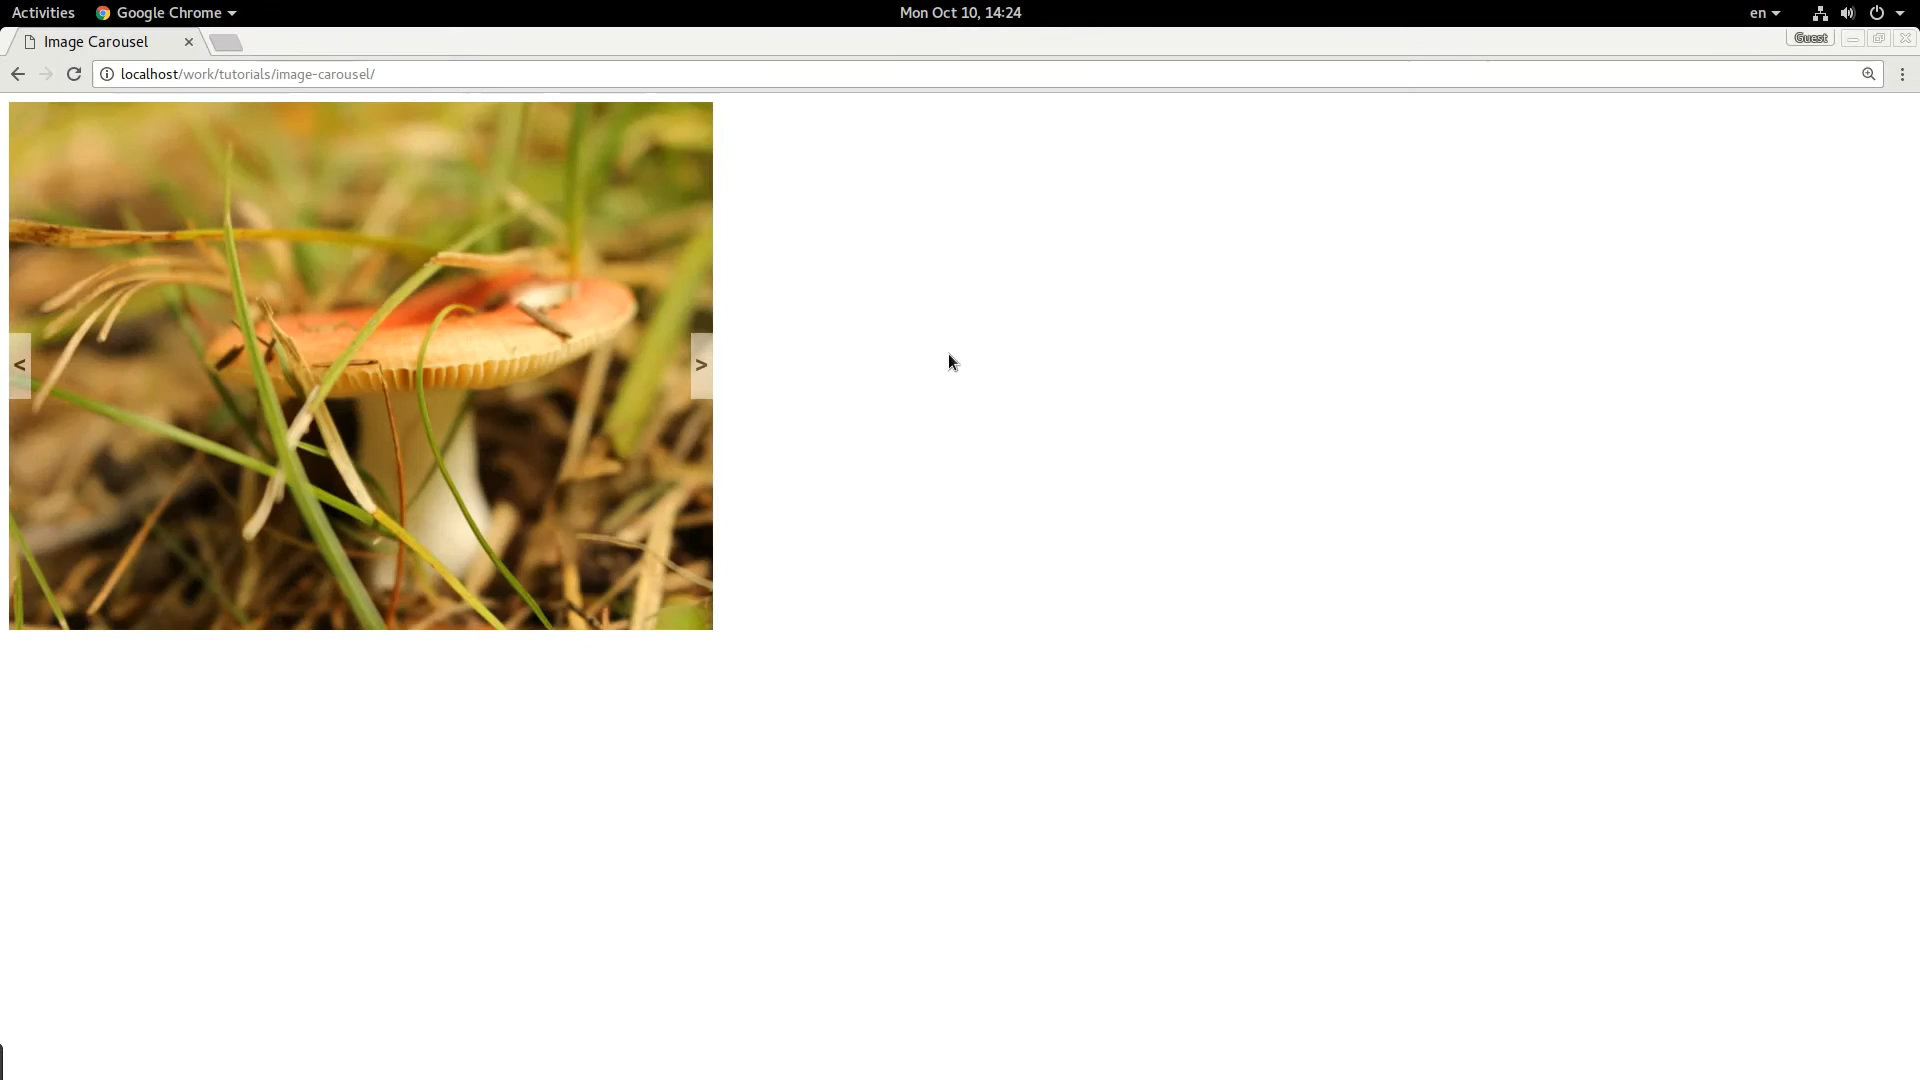 Activities Google Chrome Mon Oct 10, 14:24 en
Image Carousel Guest
localhost/work/tutorials/image-carousel/
< >